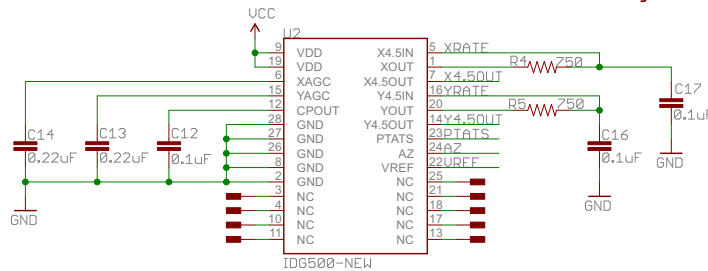 VCC
U2
9 VDD X4.5IN 5 XRATE
19 VDD XOUT 1 R4 750
6 XAGC X4.5OUT 7 X4.5OUT
15 YAGC Y4.5IN 16 YRATE
12 CPOUT YOUT 20 R5 750
28 GND Y4.5OUT 14 Y4.5OUT
27 GND PTATS 23 PTATS
26 GND AZ 24 AZ
8 GND VREF 22 VREF
2 GND NC 25
3 NC NC 21
4 NC NC 18
10 NC NC 17
11 NC NC 13
IDG500-NEW
C14
0.22uF
C13
0.22uF
C12
0.1uF
GND
C17
0.1uF
GND
C16
0.1uF
GND